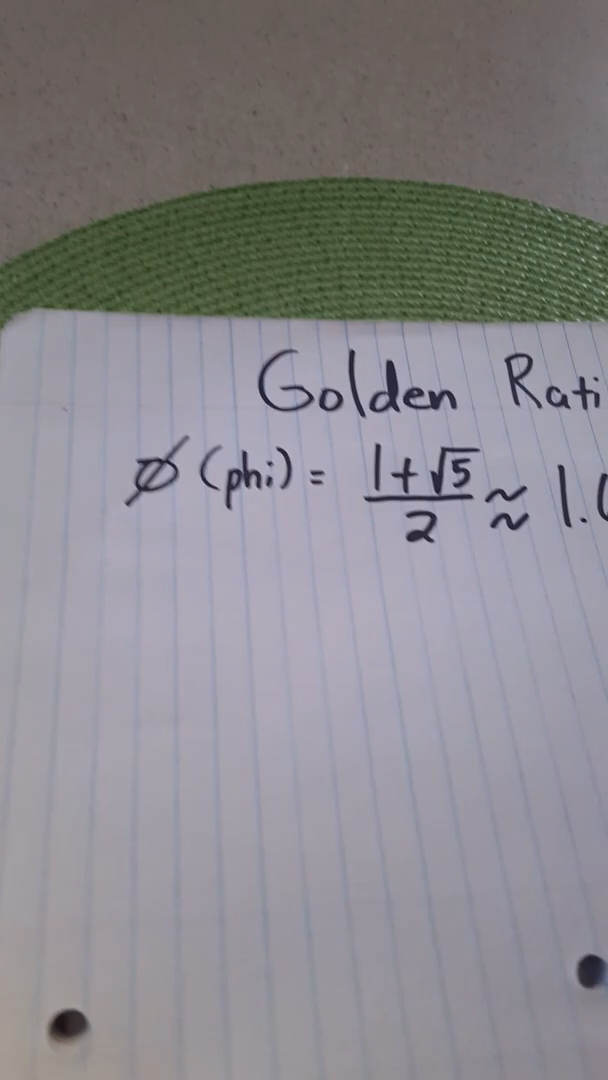 Golden Rati
φ (phi) = (1+√5)/2 ≈ 1.